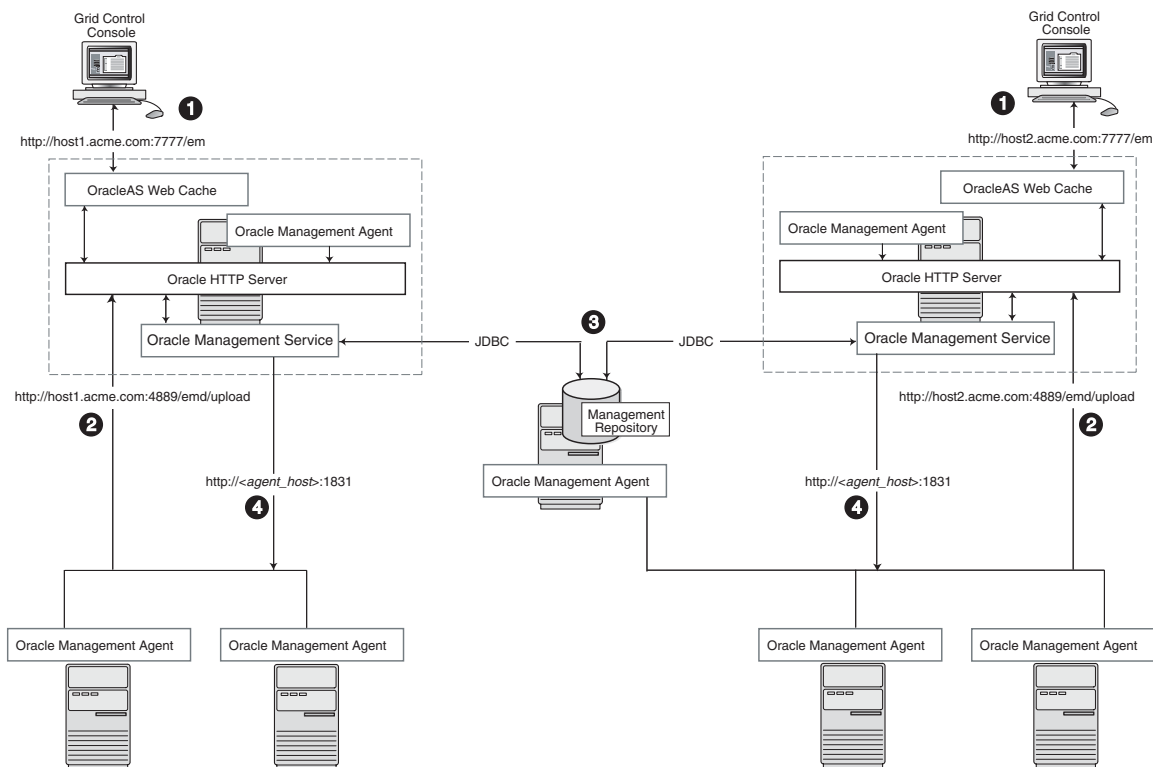 Grid Control
Console
Grid Control
Console
1
1
http://host1.acme.com:7777/em
http://host2.acme.com:7777/em
OracleAS Web Cache
OracleAS Web Cache
Oracle Management Agent
Oracle Management Agent
Oracle HTTP Server
Oracle HTTP Server
3
Oracle Management Service
JDBC
JDBC
Oracle Management Service
http://host1.acme.com:4889/emd/upload
http://host2.acme.com:4889/emd/upload
2
Management
Repository
2
Oracle Management Agent
http://<agent_host>:1831
http://<agent_host>:1831
4
4
Oracle Management Agent
Oracle Management Agent
Oracle Management Agent
Oracle Management Agent